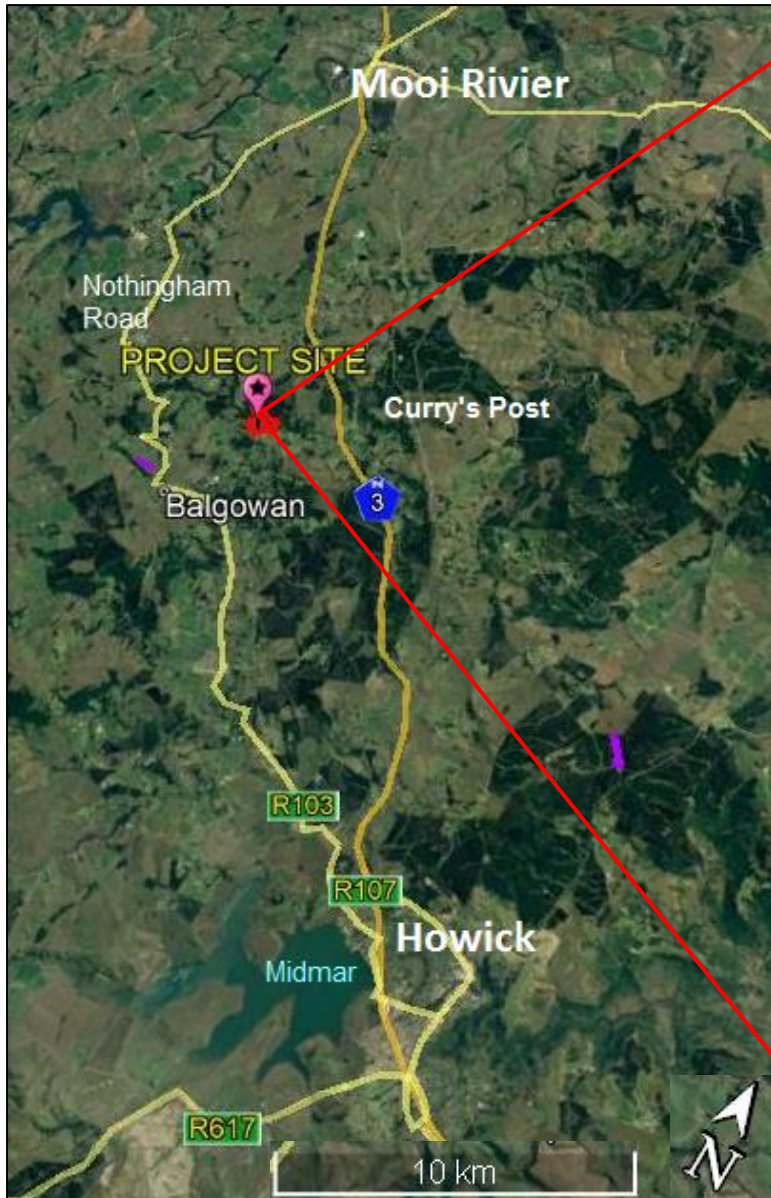 Mooi Rivier
Nothingham
Road
PROJECT SITE
Curry's Post
N
3
Balgowan
R103
R107
Howick
Midmar
R617
10 km
N